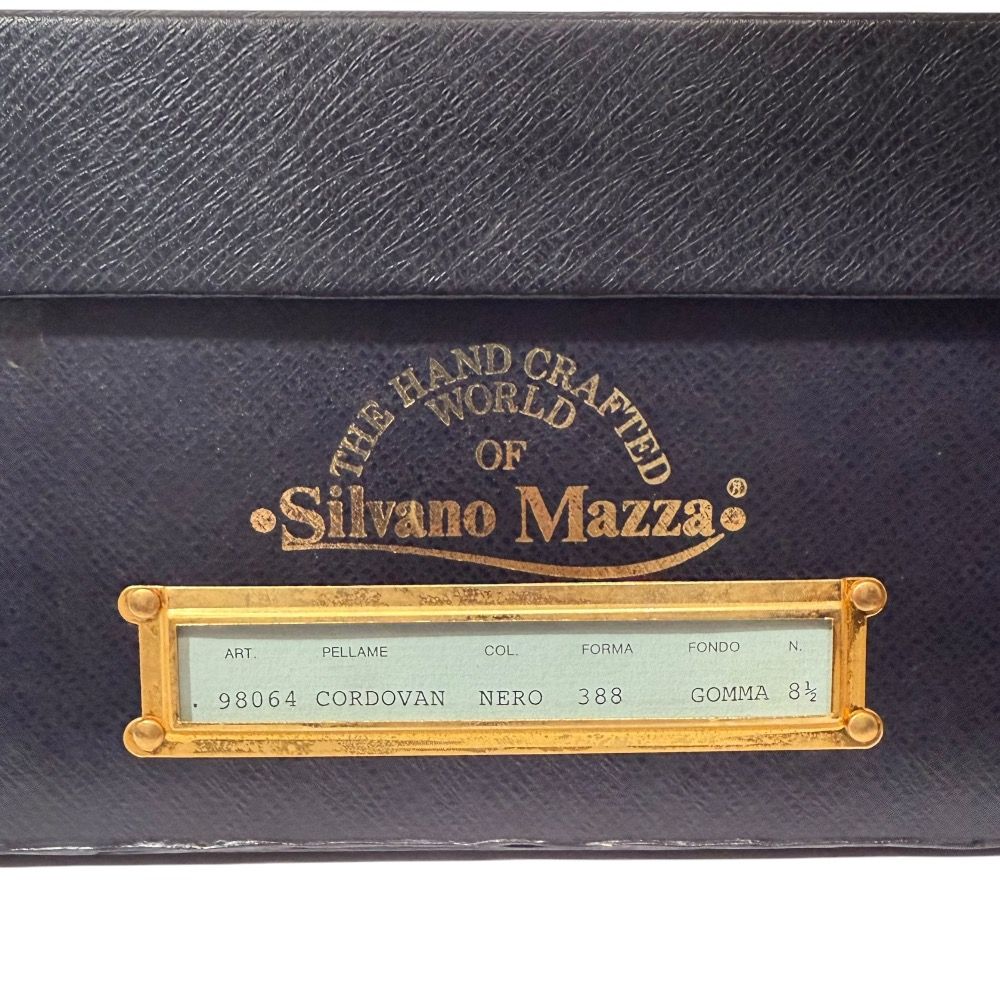 THE HAND CRAFTED
WORLD
OF
Silvano Mazza ®
ART. PELLAME COL. FORMA FONDO N.
. 98064 CORDOVAN NERO 388 GOMMA 8½